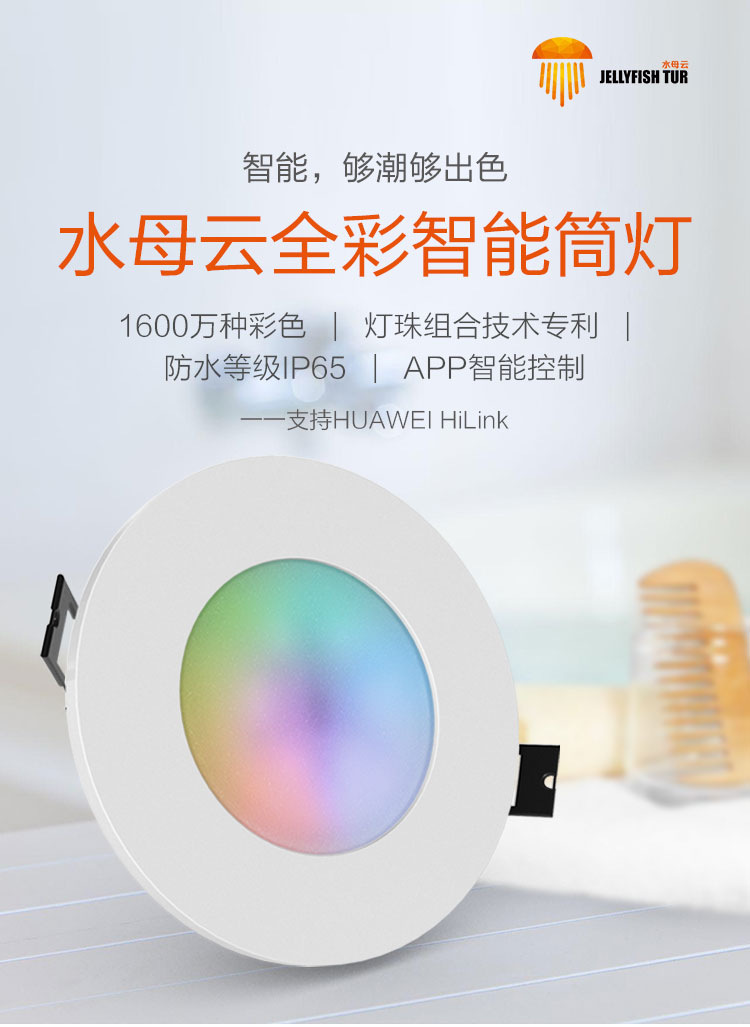 水母云
JELLYFISH TUR
智能，够潮够出色
水母云全彩智能筒灯
1600万种彩色 | 灯珠组合技术专利 |
防水等级IP65 | APP智能控制
——支持HUAWEI HiLink